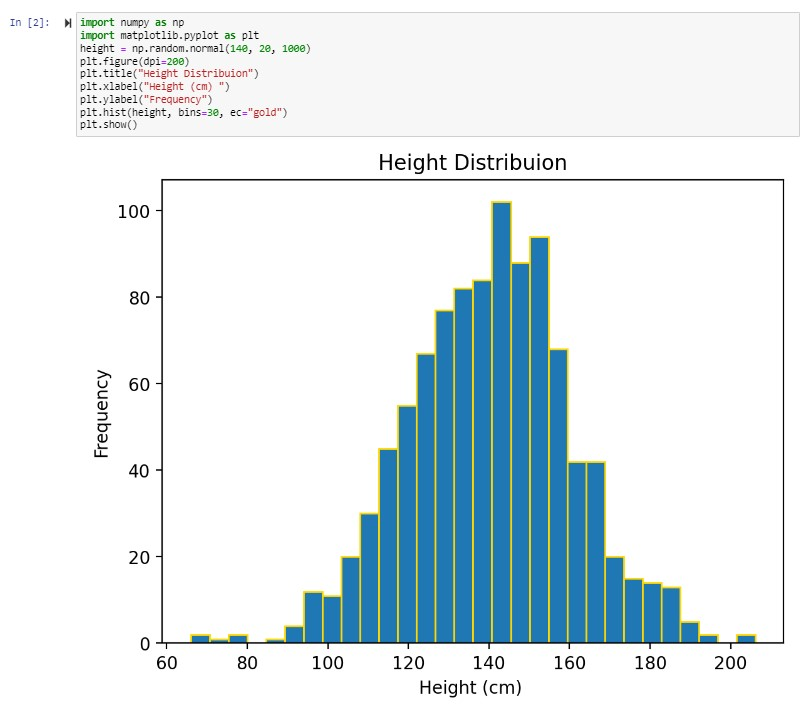 In [2]:
import numpy as np
import matplotlib.pyplot as plt
height = np.random.normal(140, 20, 1000)
plt.figure(dpi=200)
plt.title("Height Distribuion")
plt.xlabel("Height (cm) ")
plt.ylabel("Frequency")
plt.hist(height, bins=30, ec="gold")
plt.show()
Height Distribuion
Frequency
100
80
60
40
20
0
60 80 100 120 140 160 180 200
Height (cm)